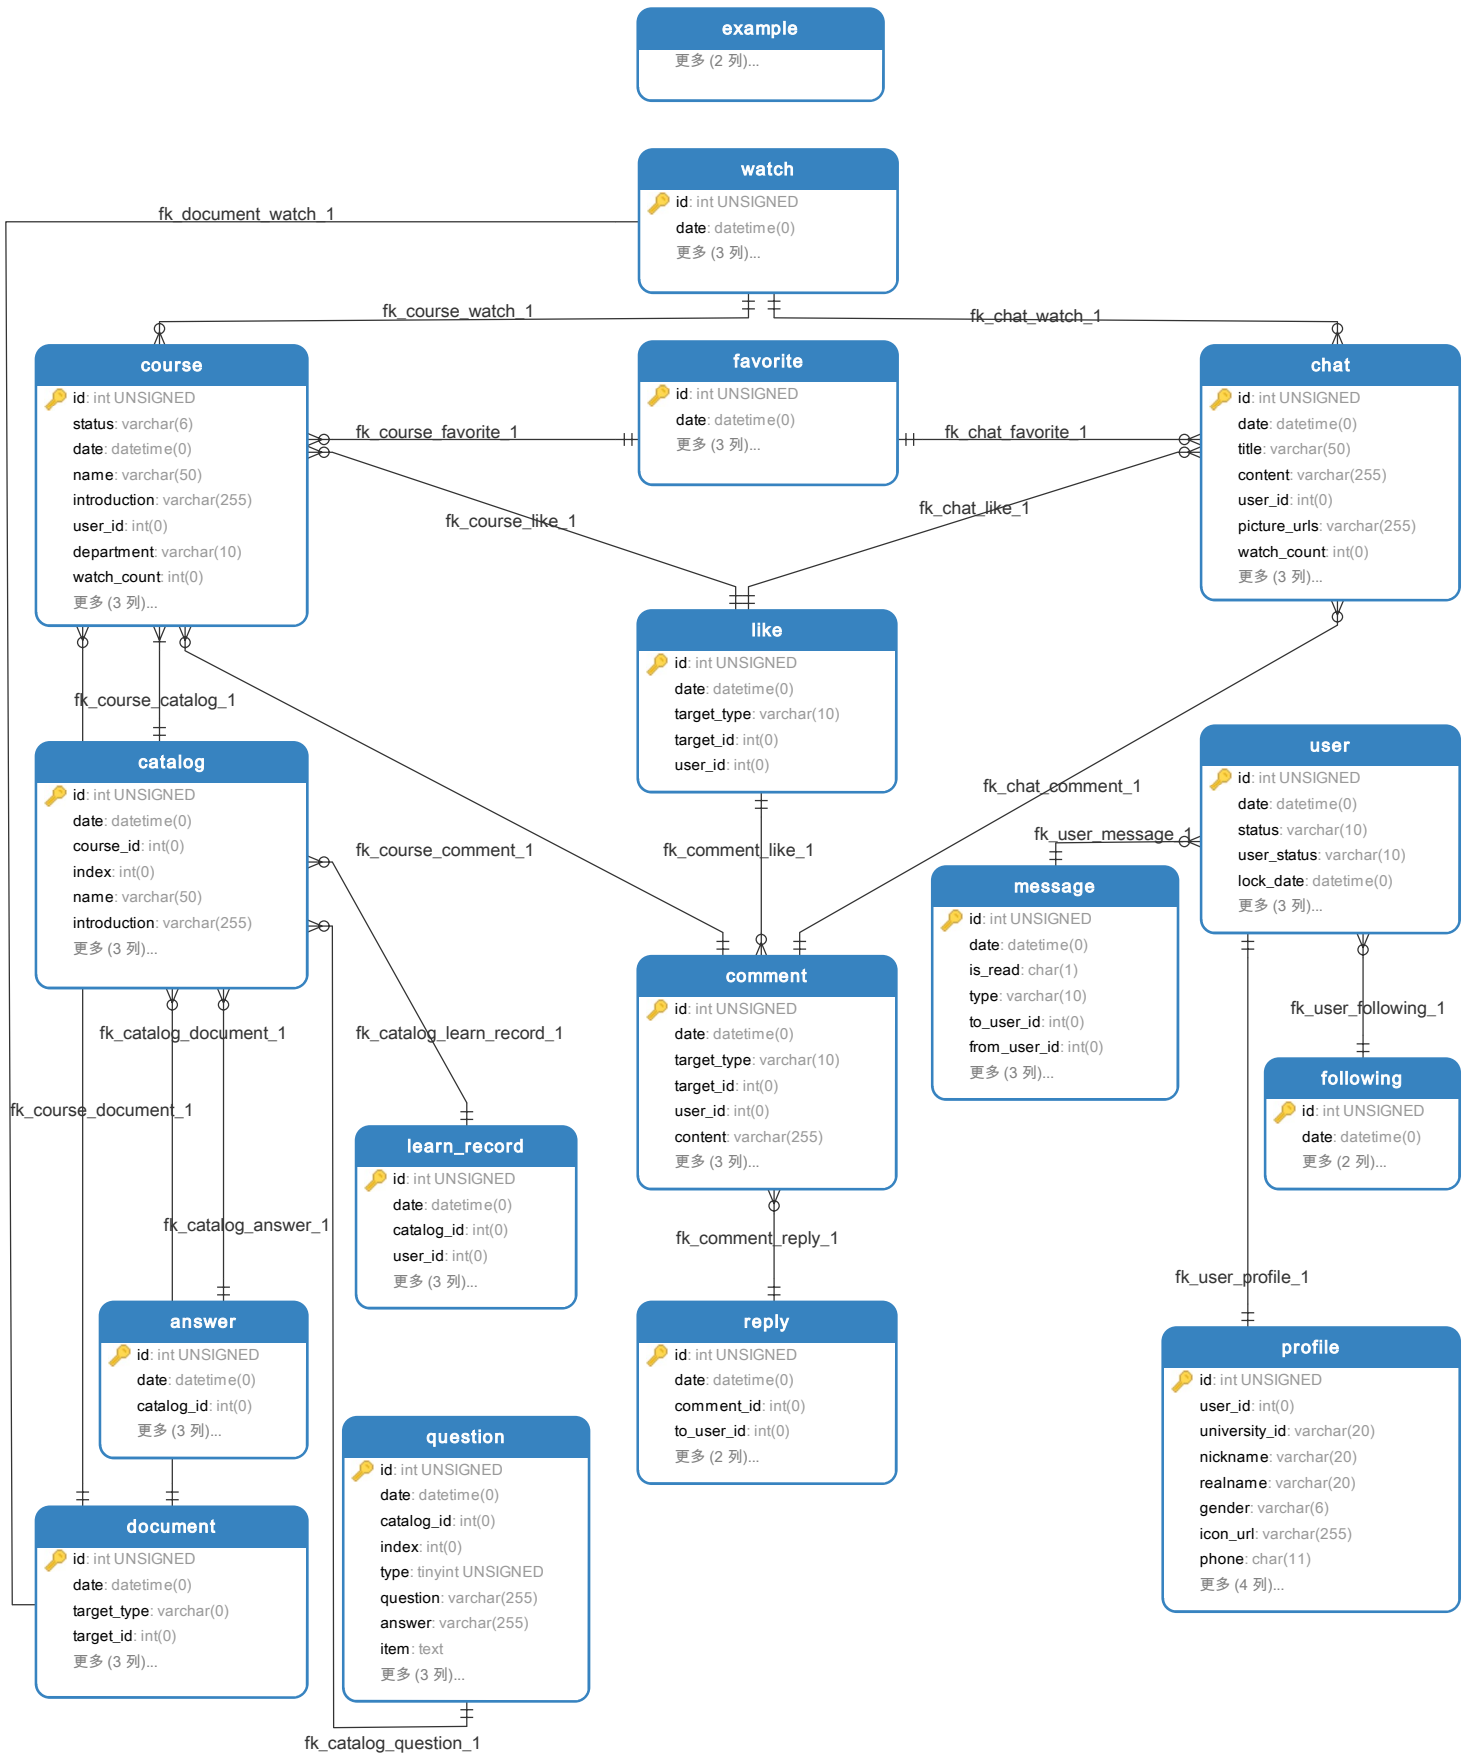 example
更多 (2 列)...
watch
id: int UNSIGNED
date: datetime(0)
更多 (3 列)...
fk_document_watch_1
fk_course_watch_1
fk_chat_watch_1
course
id: int UNSIGNED
status: varchar(6)
date: datetime(0)
name: varchar(50)
introduction: varchar(255)
user_id: int(0)
department: varchar(10)
watch_count: int(0)
更多 (3 列)...
favorite
id: int UNSIGNED
date: datetime(0)
更多 (3 列)...
chat
id: int UNSIGNED
date: datetime(0)
title: varchar(50)
content: varchar(255)
user_id: int(0)
picture_urls: varchar(255)
watch_count: int(0)
更多 (3 列)...
fk_course_favorite_1
fk_chat_favorite_1
fk_course_like_1
fk_chat_like_1
like
id: int UNSIGNED
date: datetime(0)
target_type: varchar(10)
target_id: int(0)
user_id: int(0)
fk_course_catalog_1
catalog
id: int UNSIGNED
date: datetime(0)
course_id: int(0)
index: int(0)
name: varchar(50)
introduction: varchar(255)
更多 (3 列)...
user
id: int UNSIGNED
date: datetime(0)
status: varchar(10)
user_status: varchar(10)
lock_date: datetime(0)
更多 (3 列)...
fk_chat_comment_1
fk_user_message_1
fk_course_comment_1
fk_comment_like_1
message
id: int UNSIGNED
date: datetime(0)
is_read: char(1)
type: varchar(10)
to_user_id: int(0)
from_user_id: int(0)
更多 (3 列)...
comment
id: int UNSIGNED
date: datetime(0)
target_type: varchar(10)
target_id: int(0)
user_id: int(0)
content: varchar(255)
更多 (3 列)...
fk_user_following_1
fk_catalog_document_1
fk_catalog_learn_record_1
following
id: int UNSIGNED
date: datetime(0)
更多 (2 列)...
fk_course_document_1
learn_record
id: int UNSIGNED
date: datetime(0)
catalog_id: int(0)
user_id: int(0)
更多 (3 列)...
fk_catalog_answer_1
fk_comment_reply_1
fk_user_profile_1
answer
id: int UNSIGNED
date: datetime(0)
catalog_id: int(0)
更多 (3 列)...
reply
id: int UNSIGNED
date: datetime(0)
comment_id: int(0)
to_user_id: int(0)
更多 (2 列)...
profile
id: int UNSIGNED
user_id: int(0)
university_id: varchar(20)
nickname: varchar(20)
realname: varchar(20)
gender: varchar(6)
icon_url: varchar(255)
phone: char(11)
更多 (4 列)...
question
id: int UNSIGNED
date: datetime(0)
catalog_id: int(0)
index: int(0)
type: tinyint UNSIGNED
question: varchar(255)
answer: varchar(255)
item: text
更多 (3 列)...
document
id: int UNSIGNED
date: datetime(0)
target_type: varchar(0)
target_id: int(0)
更多 (3 列)...
fk_catalog_question_1